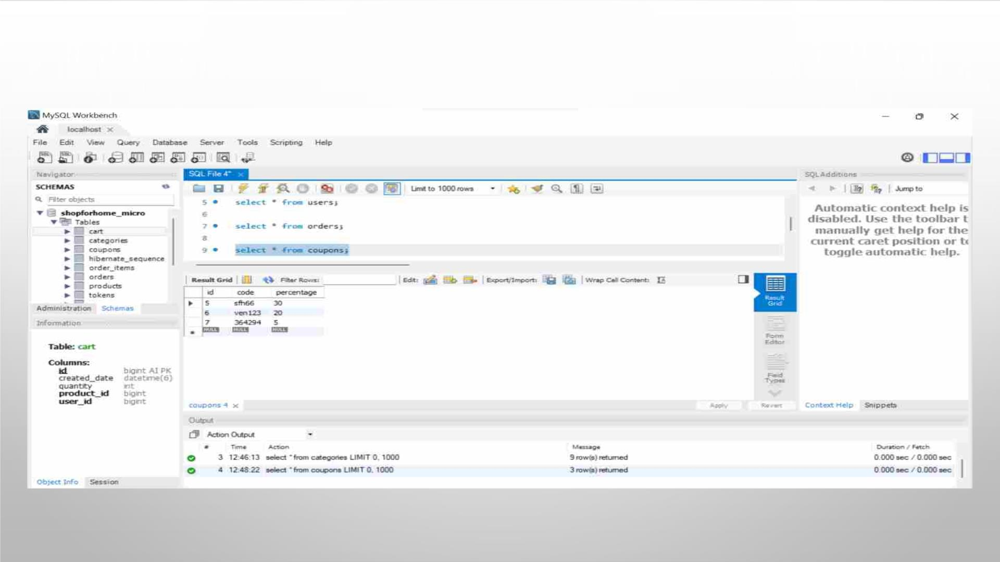 MySQL Workbench
localhost
File Edit View Query Database Server Tools Scripting Help
Navigator
SCHEMAS
Filter objects
shopforhome_micro
Tables
cart
categories
coupons
hibernate_sequence
order_items
orders
products
tokens
Administration Schemas
Information
Table: cart
Columns:
id bigint AI PK
created_date datetime(6)
quantity int
product_id bigint
user_id bigint
Object Info Session
SQL File 4*
Limit to 1000 rows
5 select * from users;
6
7 select * from orders;
8
9 select * from coupons;
Result Grid Filter Rows: Edit: Export/Import: Wrap Cell Content:
id code percentage
5 sfh66 30
6 ven123 20
7 364294 5
NULL NULL NULL
Result
Grid
Form
Editor
Field
Types
coupons 4 Apply Revert
Output
Action Output
# Time Action Message Duration / Fetch
3 12:46:13 select * from categories LIMIT 0, 1000 9 row(s) returned 0.000 sec / 0.000 sec
4 12:48:22 select * from coupons LIMIT 0, 1000 3 row(s) returned 0.000 sec / 0.000 sec
SQL Additions
Jump to
Automatic context help is
disabled. Use the toolbar t
manually get help for the
current caret position or to
toggle automatic help.
Context Help Snippets